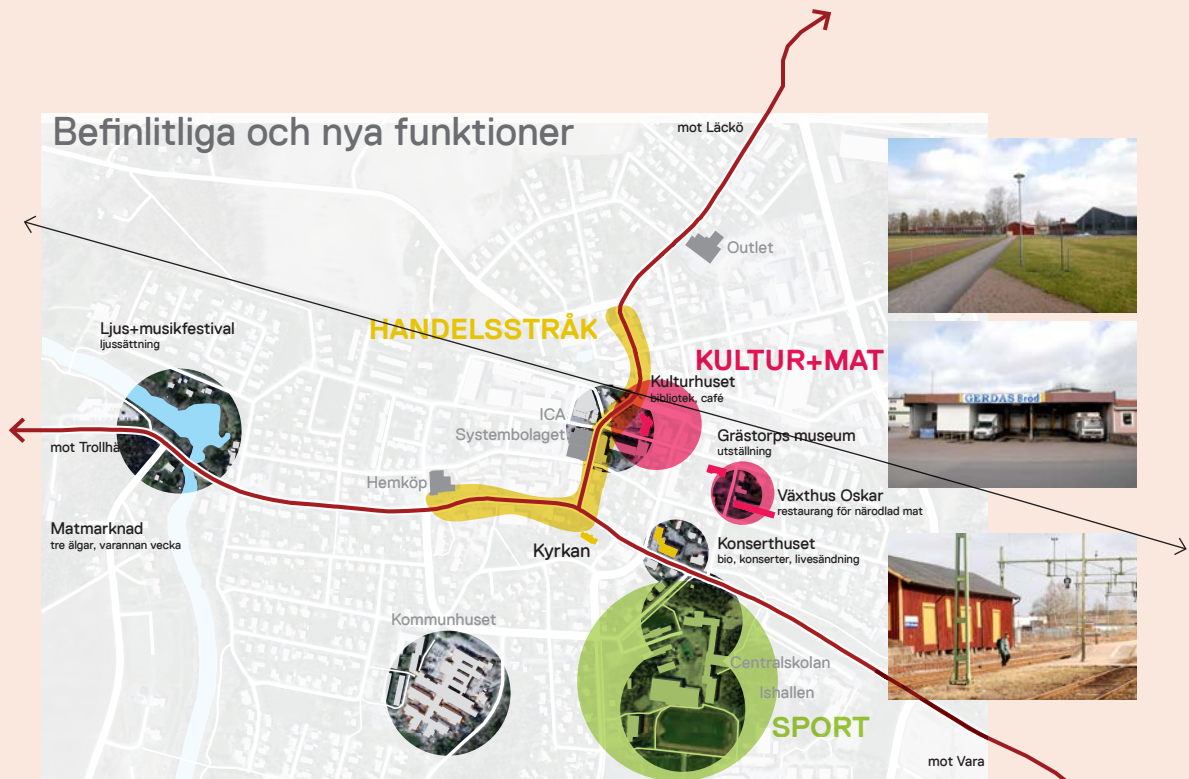 Befinlitliga och nya funktioner
mot Läckö
Outlet
HANDELSSTRÅK
Ljus+musikfestival
ljussättning
KULTUR+MAT
Kulturhuset
bibliotek, café
GERDAS Bröd
ICA
Systembolaget
mot Trollhä
Grästorps museum
utställning
Hemköp
Växthus Oskar
restaurang för närodlad mat
Matmarknad
tre älgar, varannan vecka
Kyrkan
Konserthuset
bio, konserter, livesändning
Kommunhuset
Centralskolan
Ishallen
SPORT
mot Vara